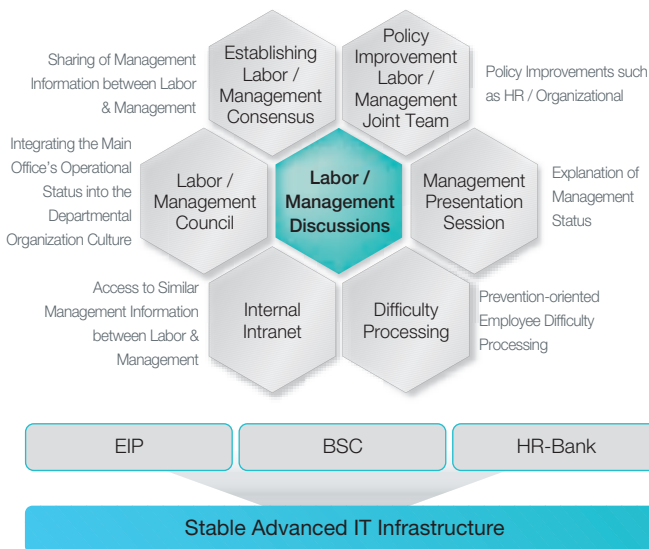 Sharing of Management
Information between Labor
& Management
Establishing
Labor /
Management
Consensus
Policy
Improvement
Labor /
Management
Joint Team
Policy Improvements such
as HR / Organizational
Integrating the Main
Office's Operational
Status into the
Departmental
Organization Culture
Labor /
Management
Council
Labor /
Management
Discussions
Management
Presentation
Session
Explanation of
Management
Status
Access to Similar
Management Information
between Labor &
Management
Internal
Intranet
Difficulty
Processing
Prevention-oriented
Employee Difficulty
Processing
EIP
BSC
HR-Bank
Stable Advanced IT Infrastructure